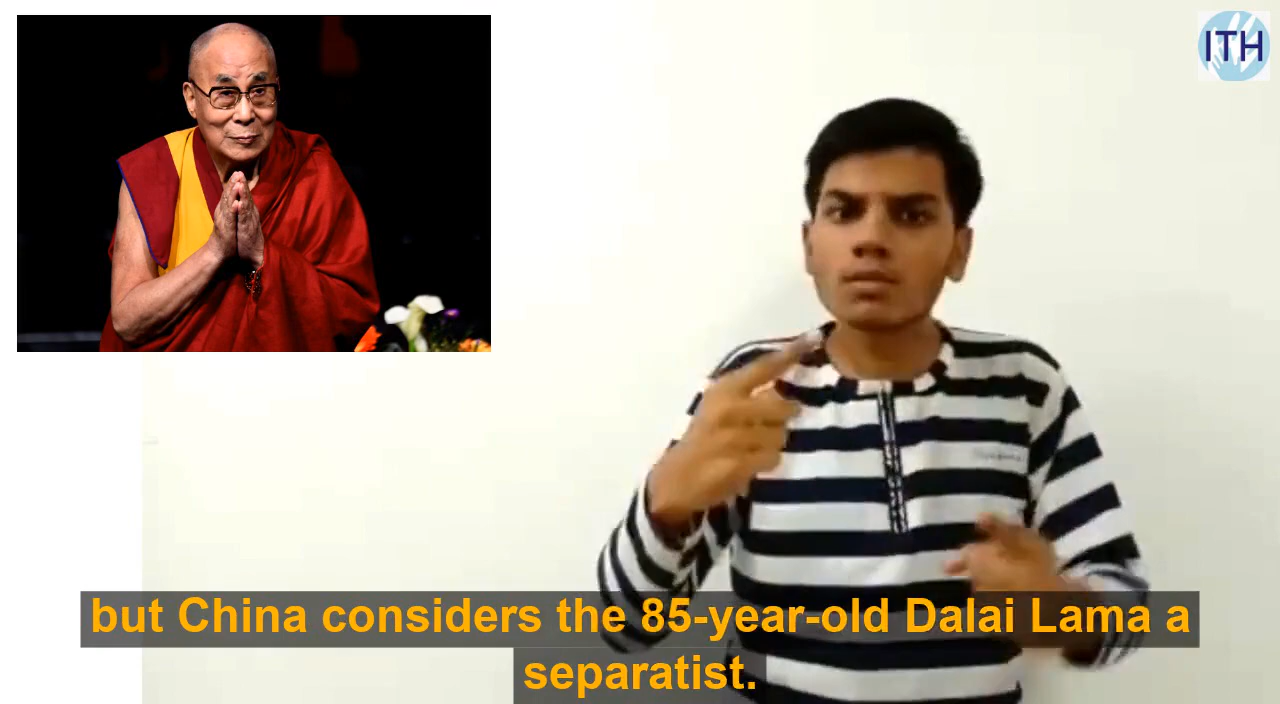 ITH
but China considers the 85-year-old Dalai Lama a
separatist.